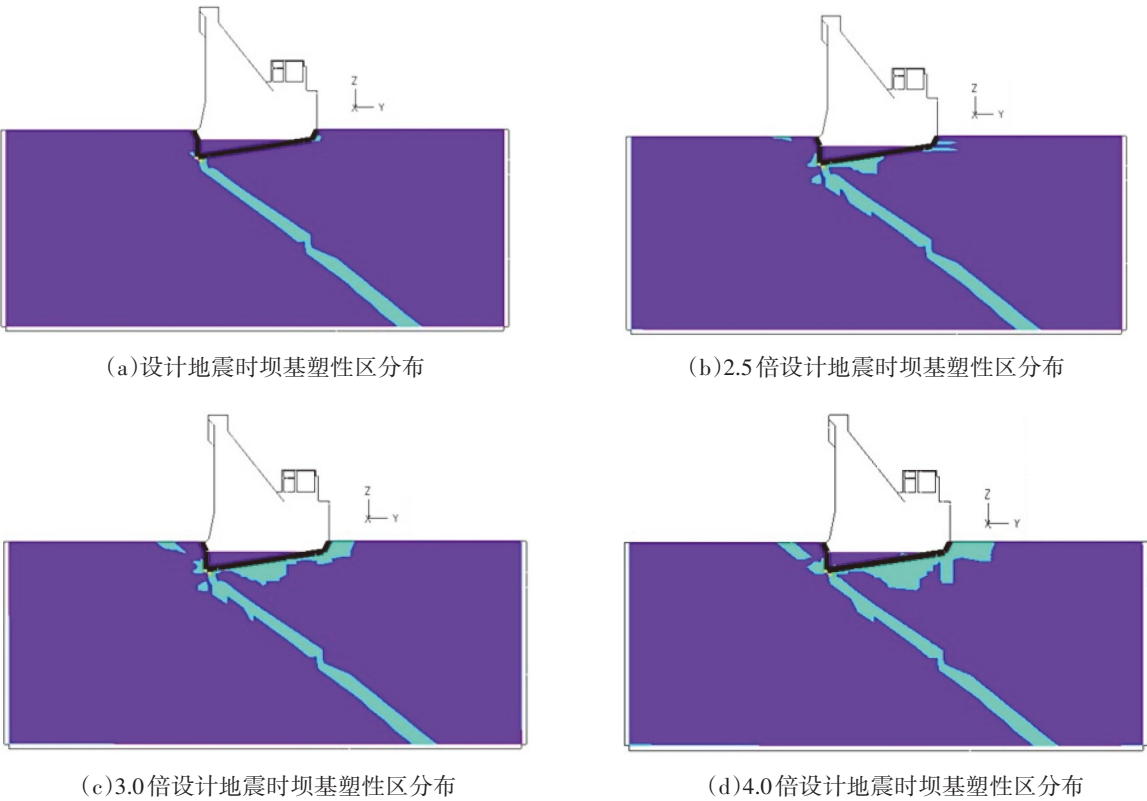 Z
Y
X
Z
Y
X
(a)设计地震时坝基塑性区分布
(b)2.5倍设计地震时坝基塑性区分布
Z
Y
X
Z
Y
X
(c)3.0倍设计地震时坝基塑性区分布
(d)4.0倍设计地震时坝基塑性区分布